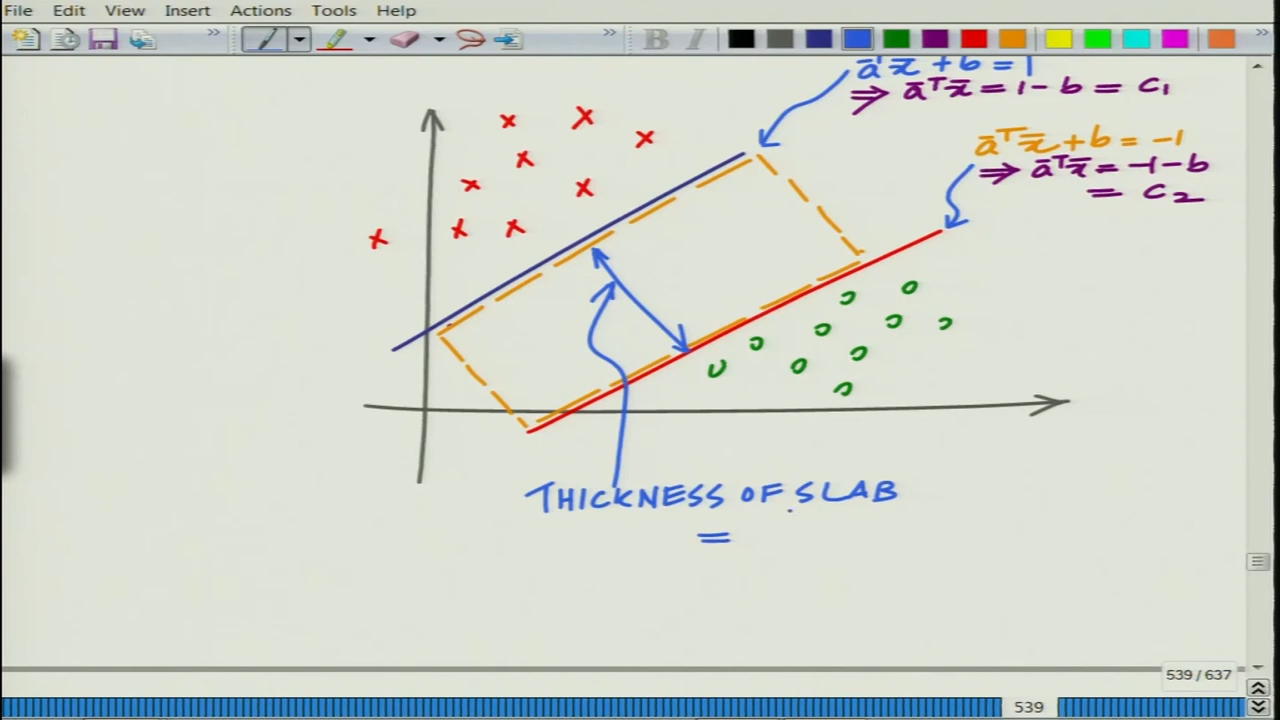 File Edit View Insert Actions Tools Help
B I
āᵀx̄ + b = 1
⇒ āᵀx̄ = 1 - b = c₁
āᵀx̄ + b = -1
⇒ āᵀx̄ = -1 - b
= c₂
THICKNESS OF SLAB
=
539 / 637
539